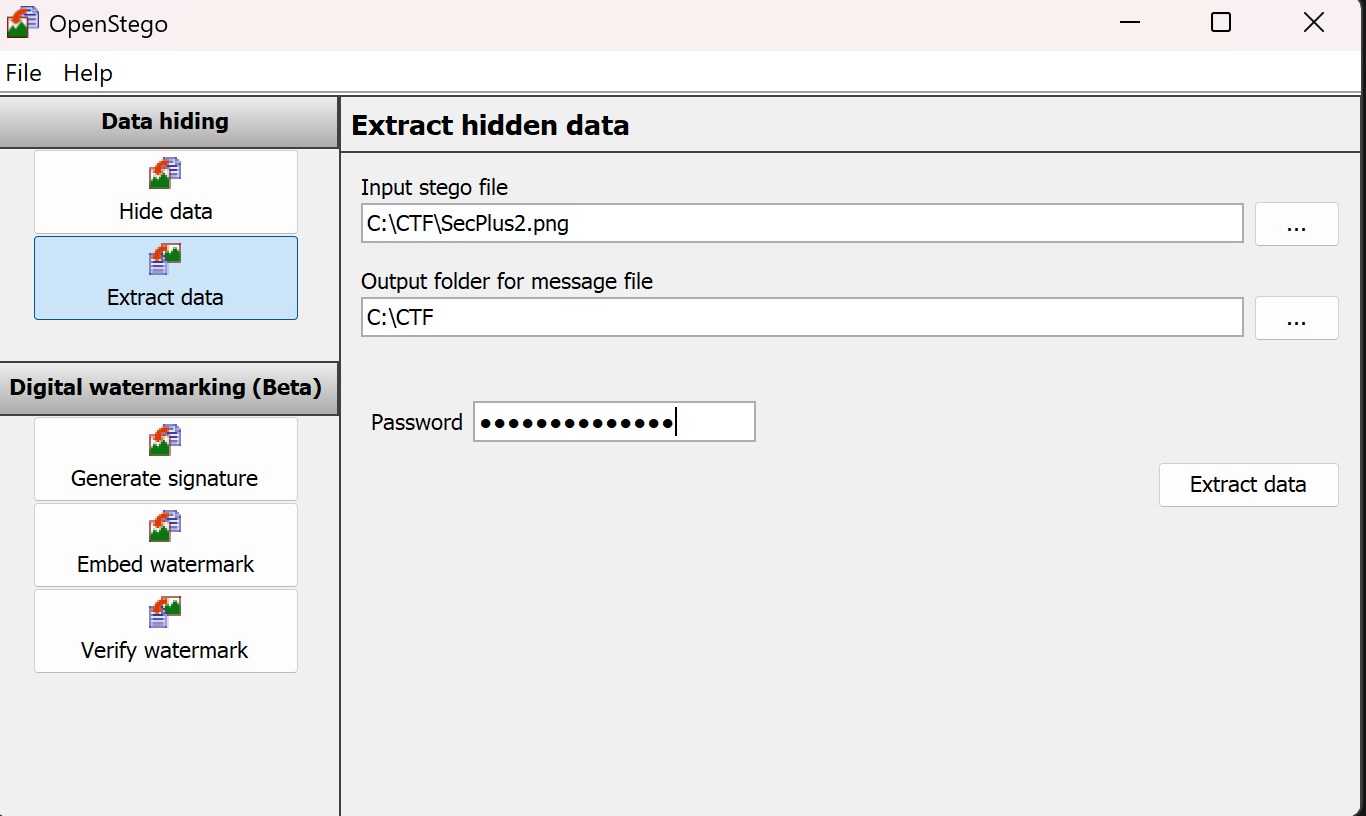 OpenStego
File Help
Data hiding
Hide data
Extract data
Digital watermarking (Beta)
Generate signature
Embed watermark
Verify watermark
Extract hidden data
Input stego file
C:\CTF\SecPlus2.png
...
Output folder for message file
C:\CTF
...
Password ●●●●●●●●●●●●●●
Extract data